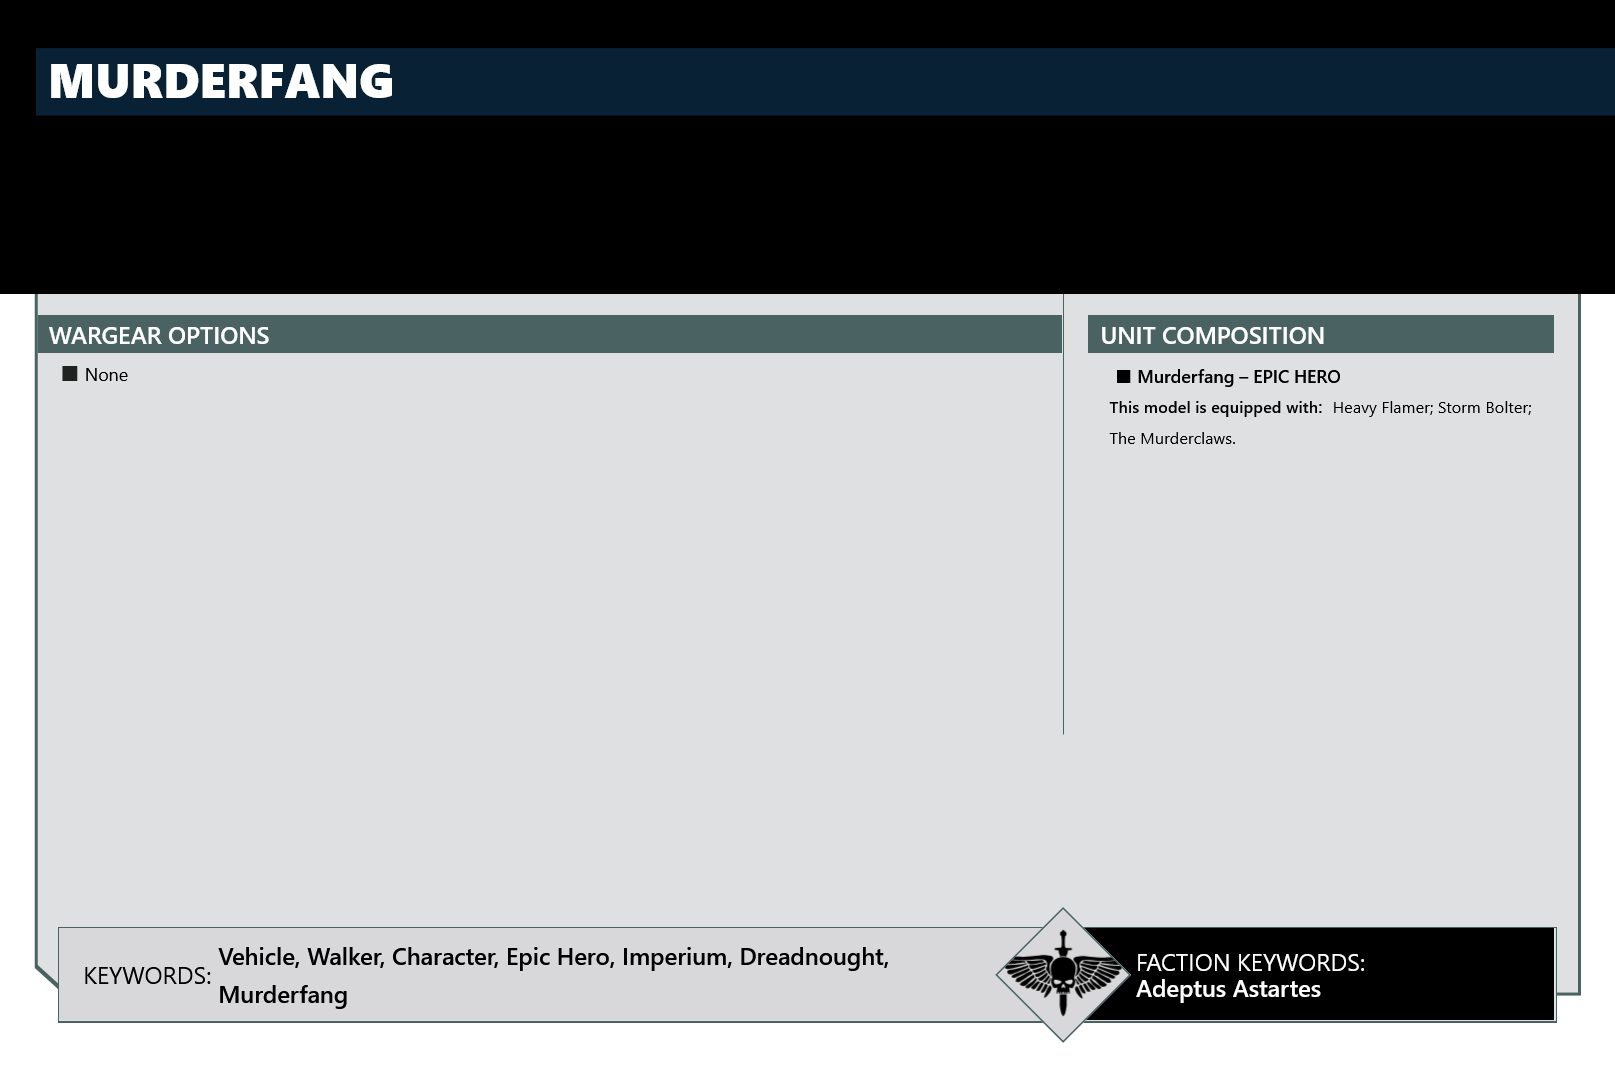 MURDERFANG
WARGEAR OPTIONS
■ None
UNIT COMPOSITION
■ Murderfang – EPIC HERO
This model is equipped with: Heavy Flamer; Storm Bolter;
The Murderclaws.
KEYWORDS: Vehicle, Walker, Character, Epic Hero, Imperium, Dreadnought,
Murderfang
FACTION KEYWORDS:
Adeptus Astartes